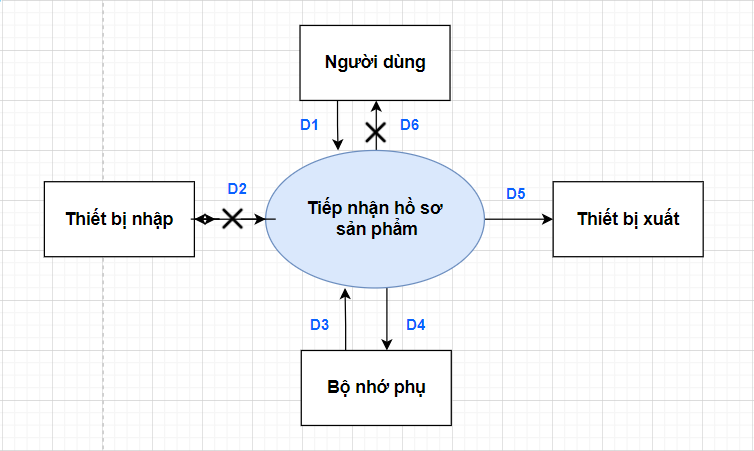 Người dùng
D1
D6
D2
D5
Thiết bị nhập
Tiếp nhận hồ sơ
sản phẩm
Thiết bị xuất
D3
D4
Bộ nhớ phụ